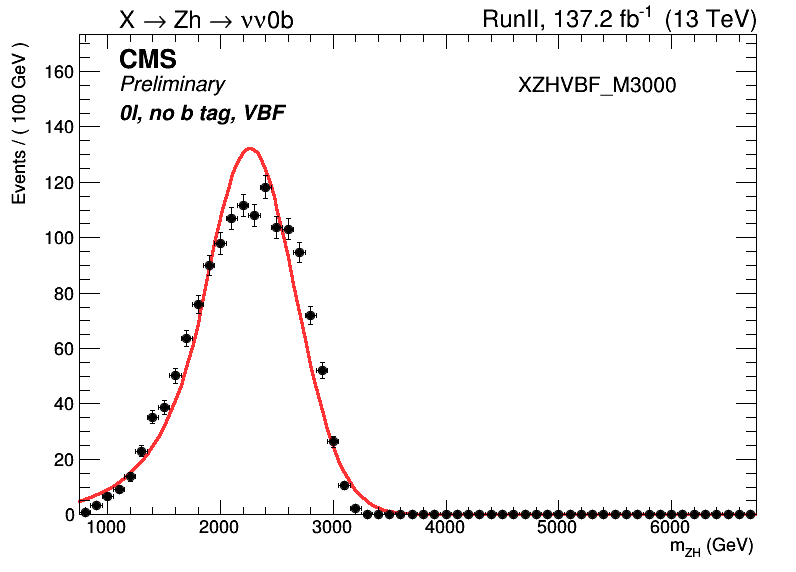 X → Zh → νν0b
RunII, 137.2 fb-1 (13 TeV)
CMS
Preliminary
0l, no b tag, VBF
XZHVBF_M3000
Events / ( 100 GeV )
160
140
120
100
80
60
40
20
0
1000 2000 3000 4000 5000 6000
mZH (GeV)